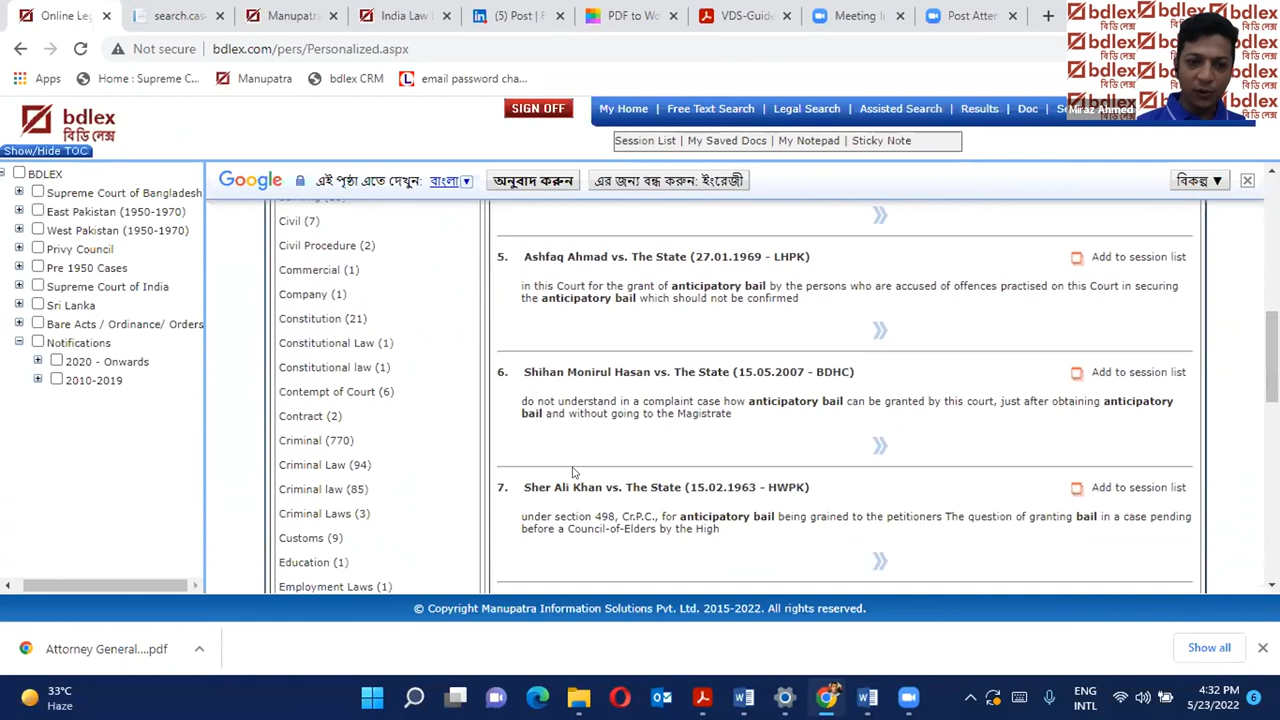 Online Leg
search.cas
Manupatra
India Law I
(5) Post | F
PDF to Wo
VDS-Guide
Meeting in
Post Atter
Not secure
bdlex.com/pers/Personalized.aspx
Apps
Home : Supreme C...
Manupatra
bdlex CRM
email password cha...
bdlex
বিডি লেক্স
bdlex
বিডি লেক্স
Miraz Ahmed
SIGN OFF
My Home | Free Text Search | Legal Search | Assisted Search | Results | Doc |
Session List | My Saved Docs | My Notepad | Sticky Note
Show/Hide TOC
BDLEX
Supreme Court of Bangladesh
East Pakistan (1950-1970)
West Pakistan (1950-1970)
Privy Council
Pre 1950 Cases
Supreme Court of India
Sri Lanka
Bare Acts / Ordinance/ Orders
Notifications
2020 - Onwards
2010-2019
Google এই পৃষ্ঠা এতে দেখুন: বাংলা অনুবাদ করুন এর জন্য বন্ধ করুন: ইংরেজী বিকল্প ▼
Civil (7)
Civil Procedure (2)
Commercial (1)
Company (1)
Constitution (21)
Constitutional Law (1)
Constitutional law (1)
Contempt of Court (6)
Contract (2)
Criminal (770)
Criminal Law (94)
Criminal law (85)
Criminal Laws (3)
Customs (9)
Education (1)
Employment Laws (1)
5. Ashfaq Ahmad vs. The State (27.01.1969 - LHPK)
Add to session list
in this Court for the grant of anticipatory bail by the persons who are accused of offences practised on this Court in securing
the anticipatory bail which should not be confirmed
6. Shihan Monirul Hasan vs. The State (15.05.2007 - BDHC)
Add to session list
do not understand in a complaint case how anticipatory bail can be granted by this court, just after obtaining anticipatory
bail and without going to the Magistrate
7. Sher Ali Khan vs. The State (15.02.1963 - HWPK)
Add to session list
under section 498, Cr.P.C., for anticipatory bail being grained to the petitioners The question of granting bail in a case pending
before a Council-of-Elders by the High
© Copyright Manupatra Information Solutions Pvt. Ltd. 2015-2022. All rights reserved.
Attorney General....pdf
Show all
33°C
Haze
ENG
INTL
4:32 PM
5/23/2022
6